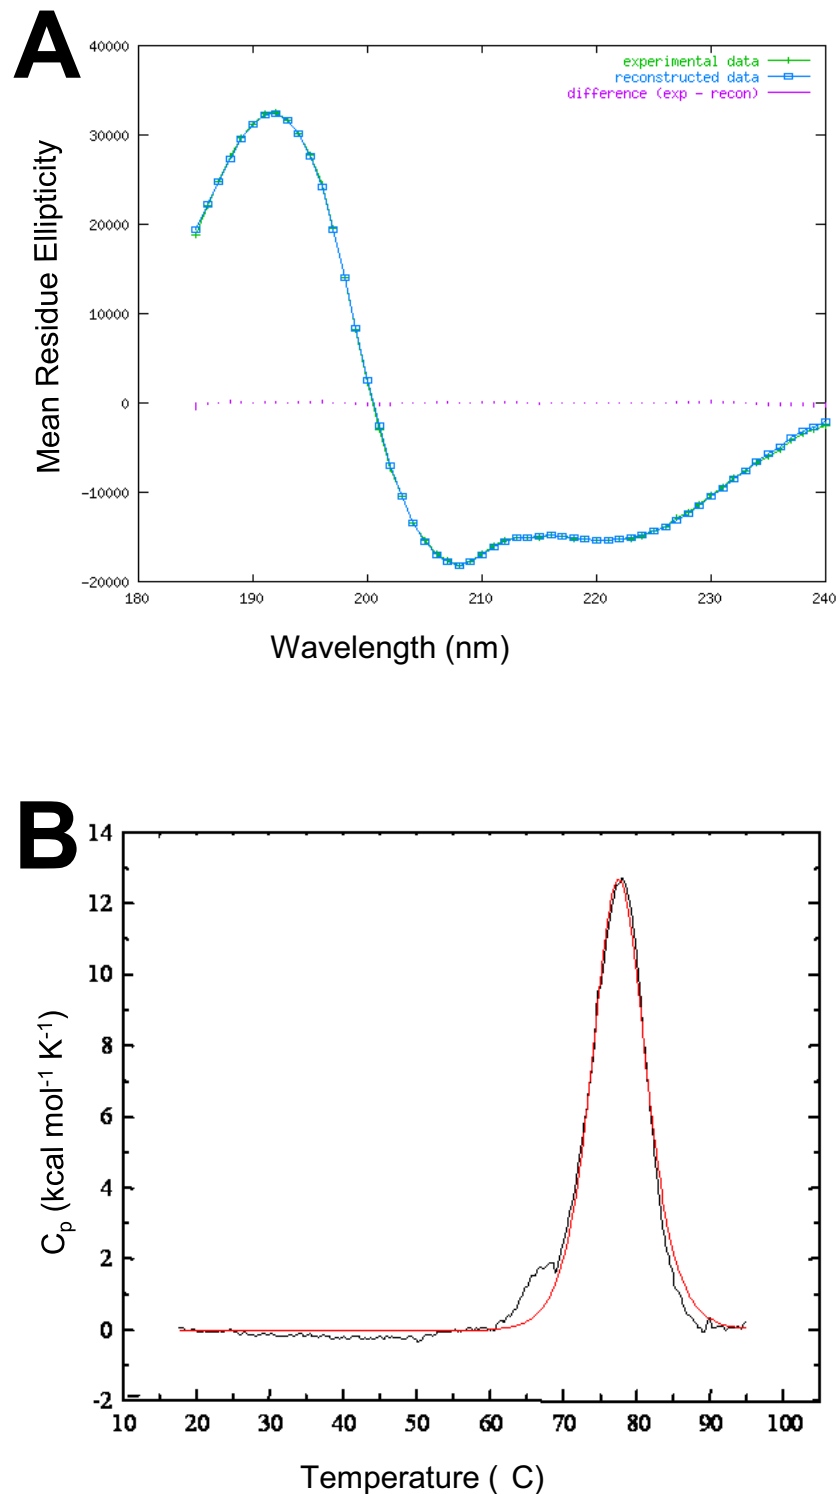 A
40000
30000
20000
10000
0
-10000
-20000
Mean Residue Ellipticity
experimental data
reconstructed data
difference (exp - recon)
180 190 200 210 220 230 240
Wavelength (nm)
B
14
12
10
8
6
4
2
0
-2
Cp (kcal mol-1 K-1)
10 20 30 40 50 60 70 80 90 100
Temperature ( C)